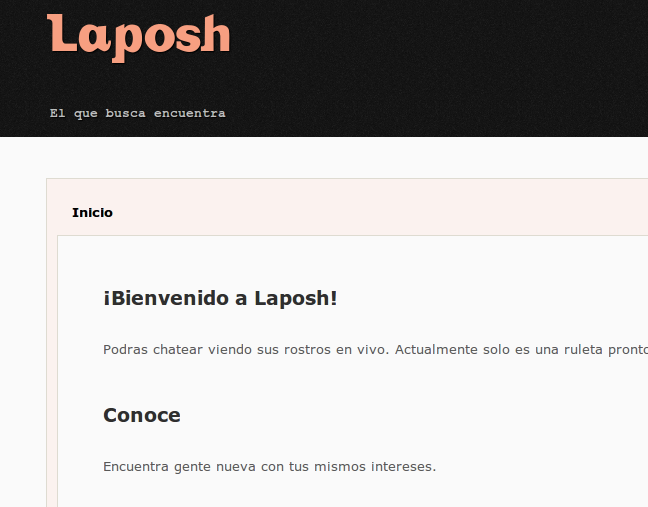 Laposh
El que busca encuentra
Inicio
¡Bienvenido a Laposh!
Podras chatear viendo sus rostros en vivo. Actualmente solo es una ruleta pronto
Conoce
Encuentra gente nueva con tus mismos intereses.